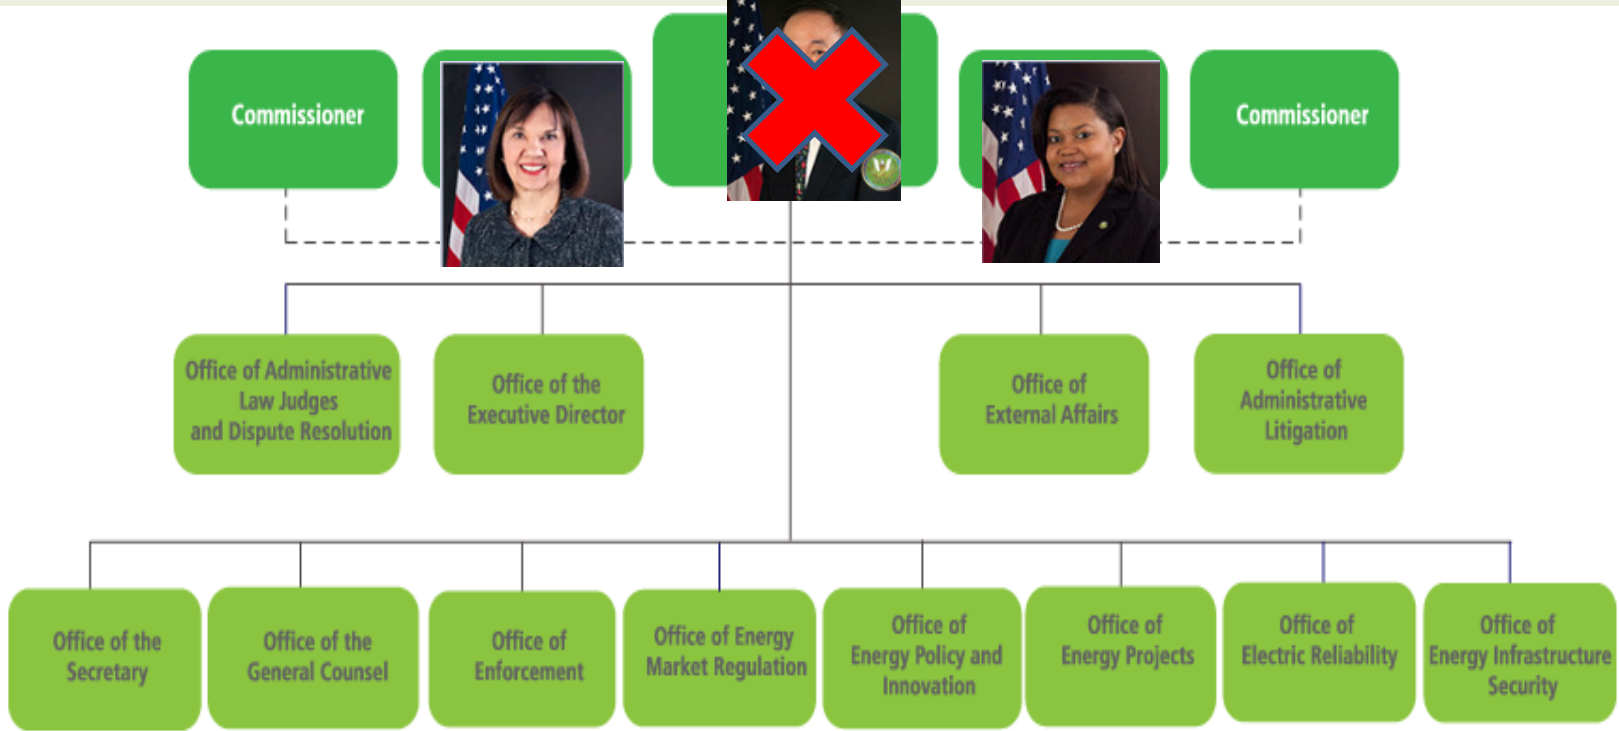 Commissioner
Commissioner
Office of Administrative
Law Judges
and Dispute Resolution
Office of the
Executive Director
Office of
External Affairs
Office of
Administrative
Litigation
Office of the
Secretary
Office of the
General Counsel
Office of
Enforcement
Office of Energy
Market Regulation
Office of
Energy Policy and
Innovation
Office of
Energy Projects
Office of
Electric Reliability
Office of
Energy Infrastructure
Security